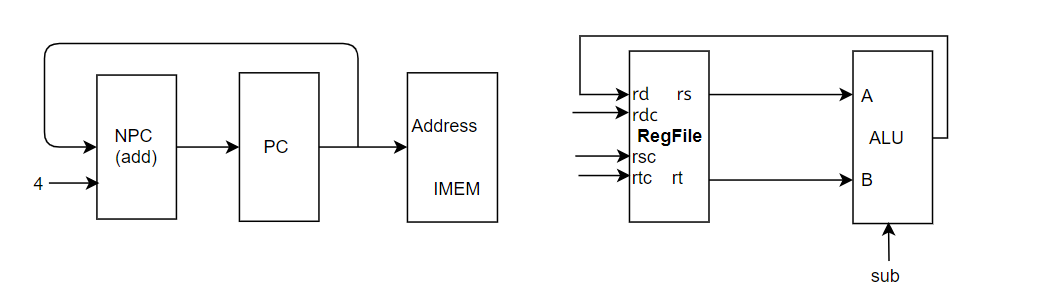 NPC
(add)
4
PC
Address
IMEM
rd rs
rdc
RegFile
rsc
rtc rt
A
ALU
B
sub